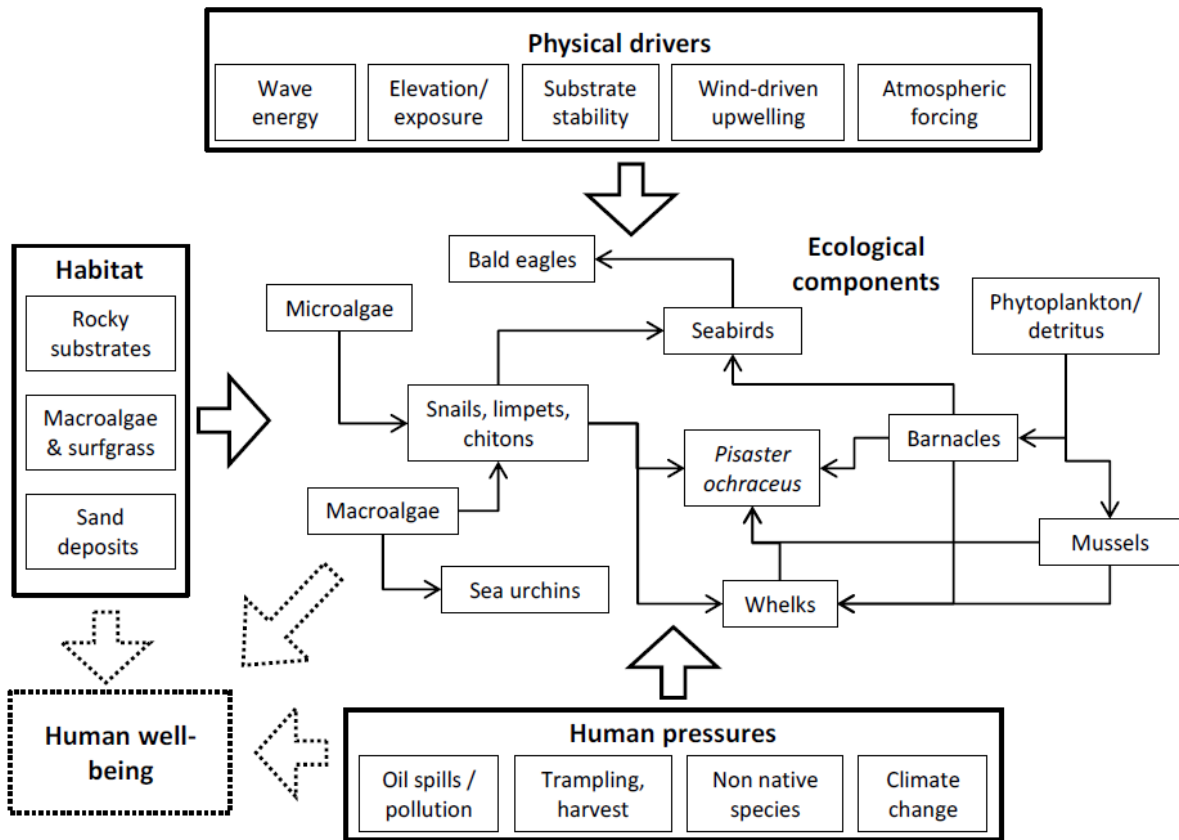 Physical drivers
Wave
energy
Elevation/
exposure
Substrate
stability
Wind-driven
upwelling
Atmospheric
forcing
Habitat
Rocky
substrates
Macroalgae
& surfgrass
Sand
deposits
Ecological
components
Bald eagles
Microalgae
Seabirds
Phytoplankton/
detritus
Snails, limpets,
chitons
Pisaster
ochraceus
Barnacles
Macroalgae
Mussels
Sea urchins
Whelks
Human well-
being
Human pressures
Oil spills /
pollution
Trampling,
harvest
Non native
species
Climate
change